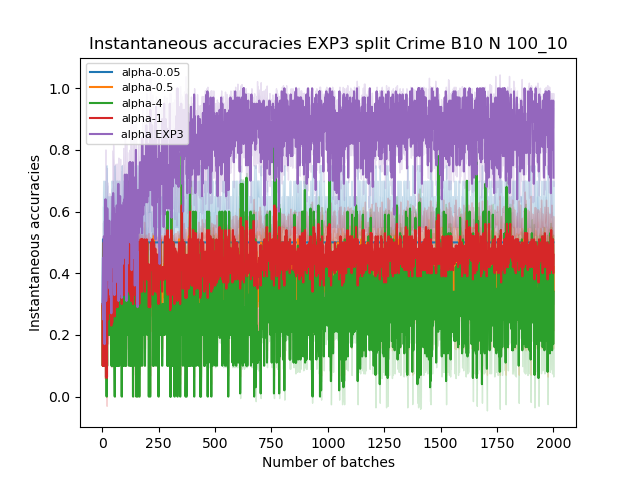 Instantaneous accuracies EXP3 split Crime B10 N 100_10
alpha-0.05
alpha-0.5
alpha-4
alpha-1
alpha EXP3
1.0
0.8
0.6
0.4
0.2
0.0
Instantaneous accuracies
0 250 500 750 1000 1250 1500 1750 2000
Number of batches